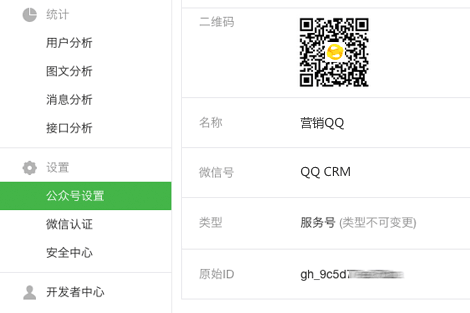 统计
用户分析
图文分析
消息分析
接口分析
设置
公众号设置
微信认证
安全中心
开发者中心
二维码
名称 营销QQ
微信号 QQ CRM
类型 服务号 (类型不可变更)
原始ID gh_9c5d